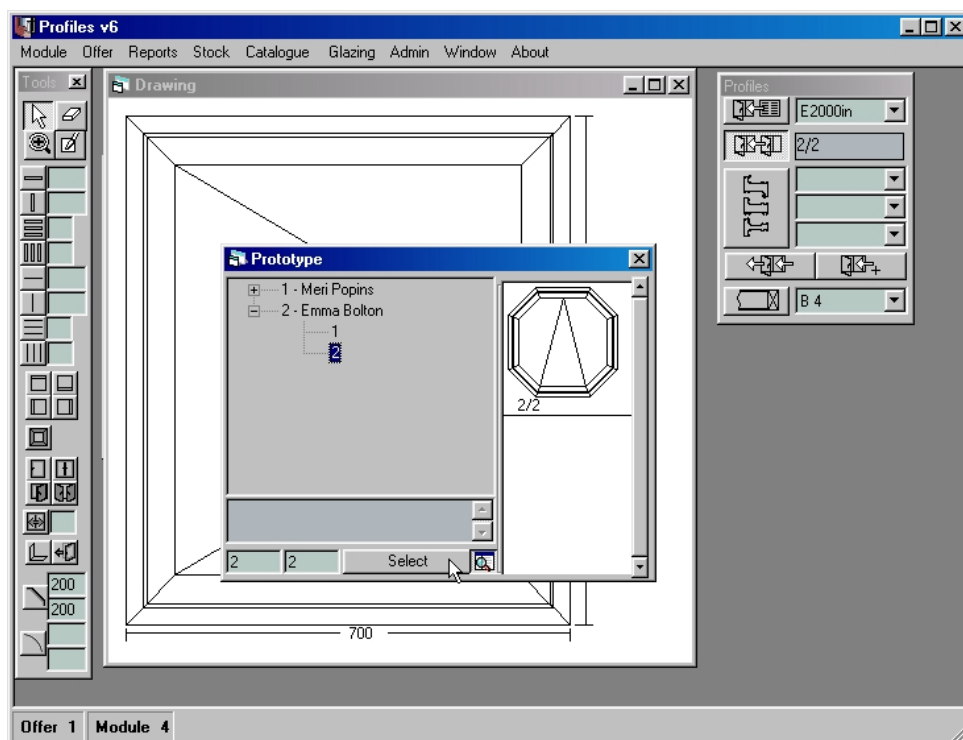 Profiles v6
Module Offer Reports Stock Catalogue Glazing Admin Window About
Tools
Drawing
Profiles
E2000in
2/2
B 4
Prototype
1 - Meri Popins
2 - Emma Bolton
1
2
2/2
2 2 Select
200
200
700
Offer 1 Module 4